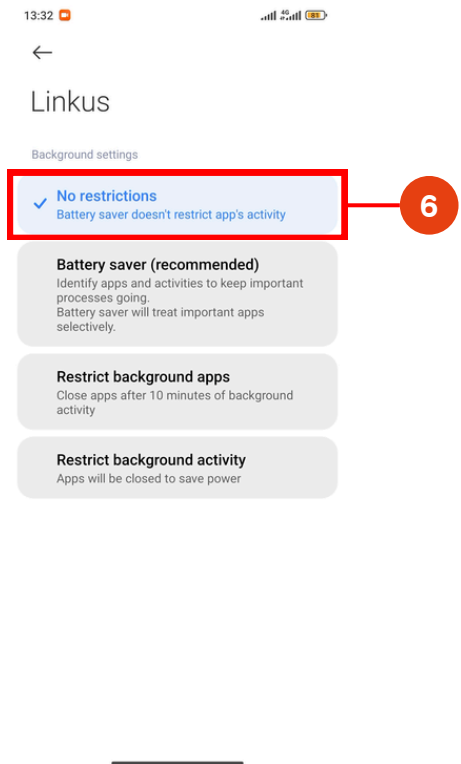 13:32 4G 81
Linkus
Background settings
No restrictions
Battery saver doesn't restrict app's activity
6
Battery saver (recommended)
Identify apps and activities to keep important
processes going.
Battery saver will treat important apps
selectively.
Restrict background apps
Close apps after 10 minutes of background
activity
Restrict background activity
Apps will be closed to save power